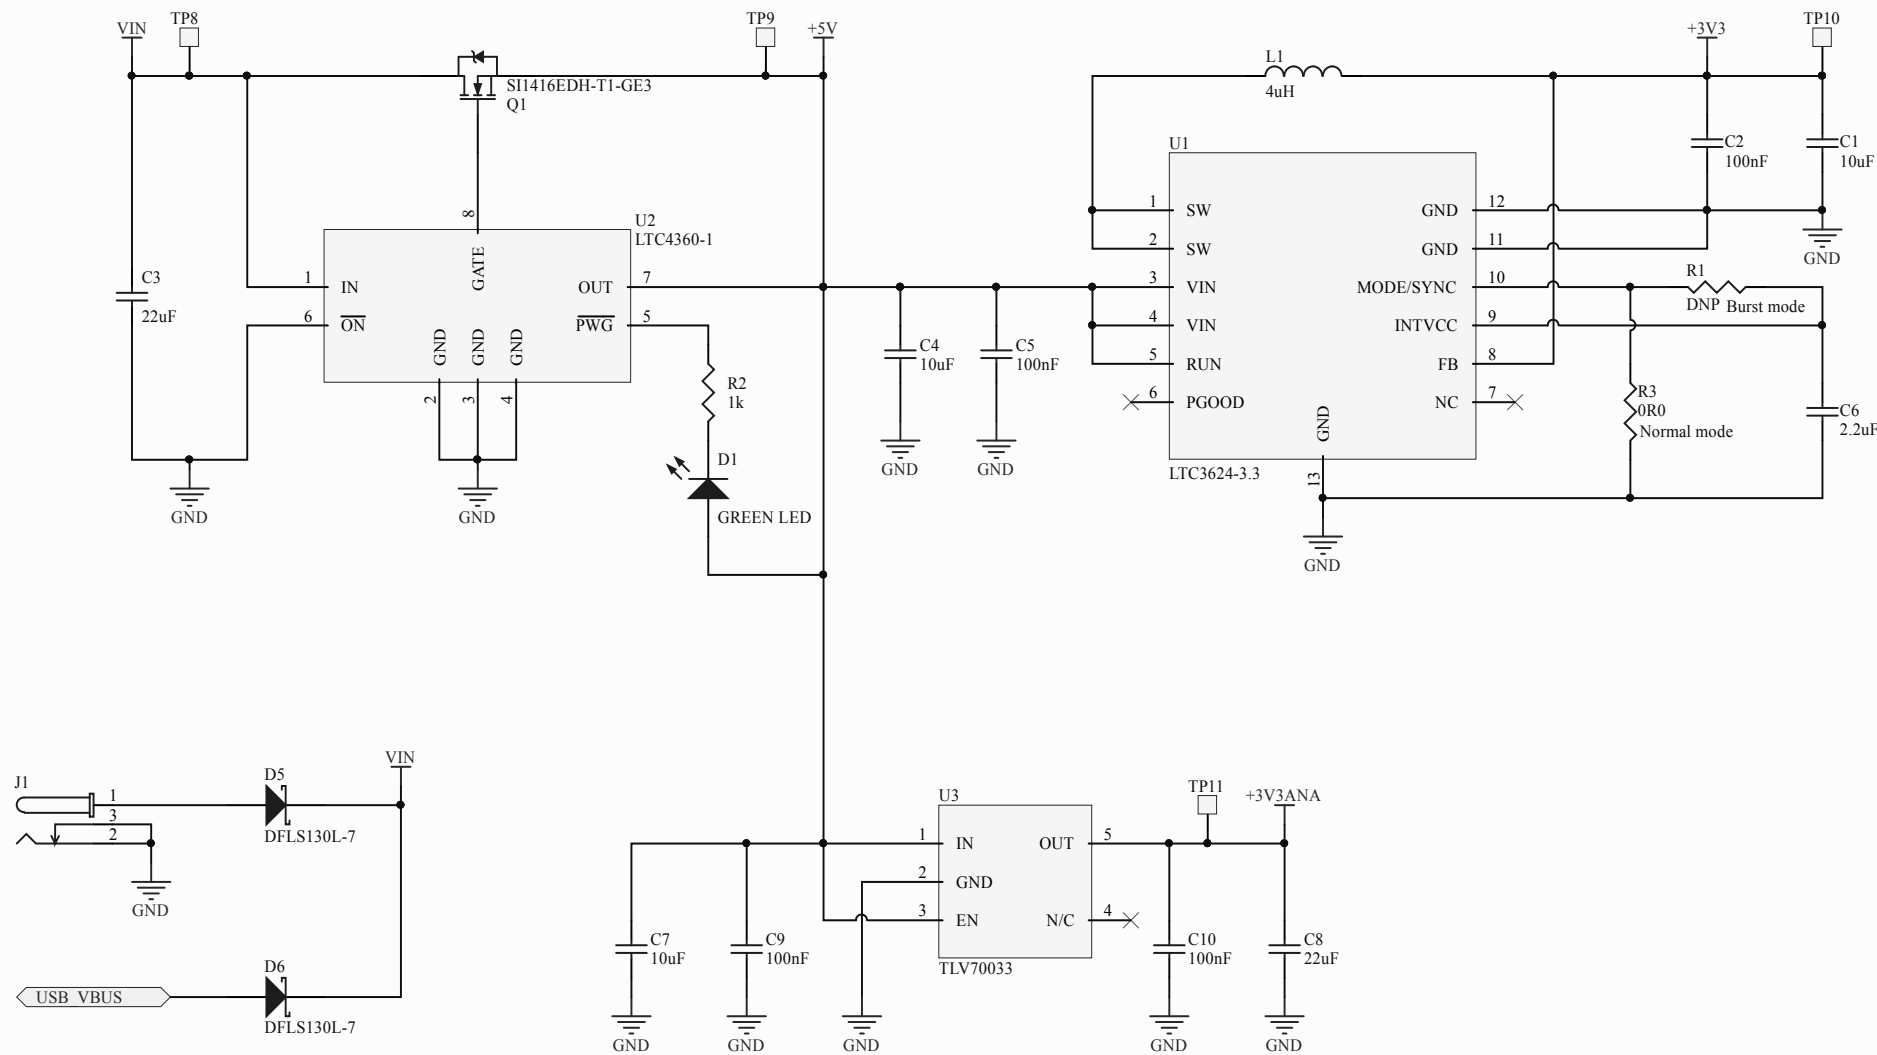 VIN
TP8
TP9
+5V
SI1416EDH-T1-GE3
Q1
C3
22uF
8
U2
LTC4360-1
1
IN
GATE
OUT
7
6
ON
PWG
5
GND
GND
GND
2
3
4
R2
1k
D1
GREEN LED
GND
GND
C4
10uF
C5
100nF
GND
GND
L1
4uH
+3V3
TP10
C2
100nF
C1
10uF
U1
1
SW
GND
12
2
SW
GND
11
GND
3
VIN
MODE/SYNC
10
R1
DNP
Burst mode
4
VIN
INTVCC
9
5
RUN
FB
8
6
PGOOD
NC
7
GND
R3
0R0
Normal mode
C6
2.2uF
LTC3624-3.3
13
GND
VIN
J1
1
3
2
D5
DFLS130L-7
GND
D6
USB_VBUS
DFLS130L-7
U3
TP11
+3V3ANA
1
IN
OUT
5
2
GND
3
EN
N/C
4
C7
10uF
C9
100nF
TLV70033
C10
100nF
C8
22uF
GND
GND
GND
GND
GND